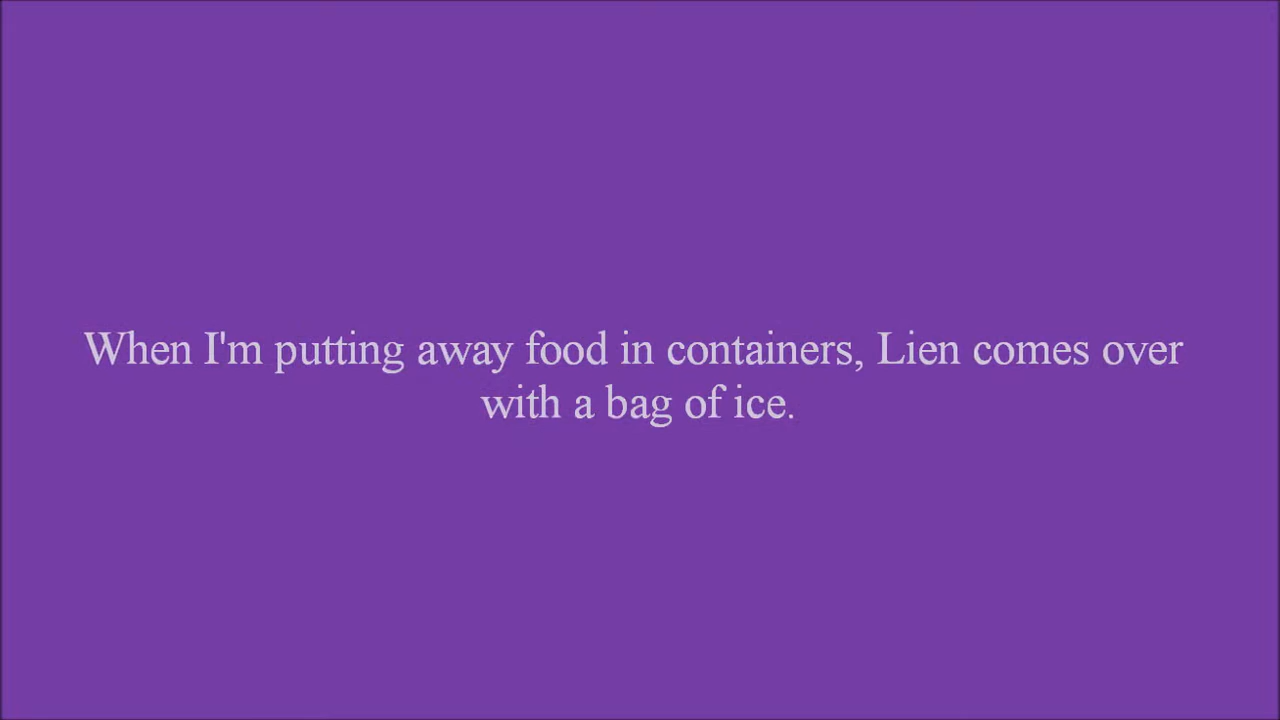 When I'm putting away food in containers, Lien comes over
with a bag of ice.